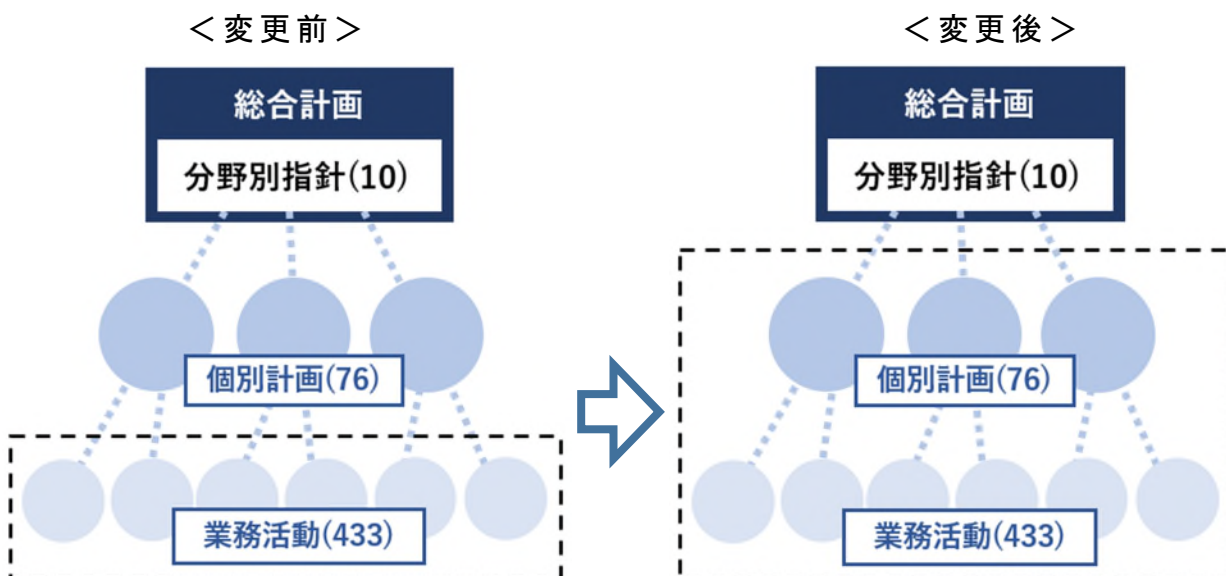 ＜変更前＞
総合計画
分野別指針(10)
個別計画(76)
業務活動(433)
＜変更後＞
総合計画
分野別指針(10)
個別計画(76)
業務活動(433)